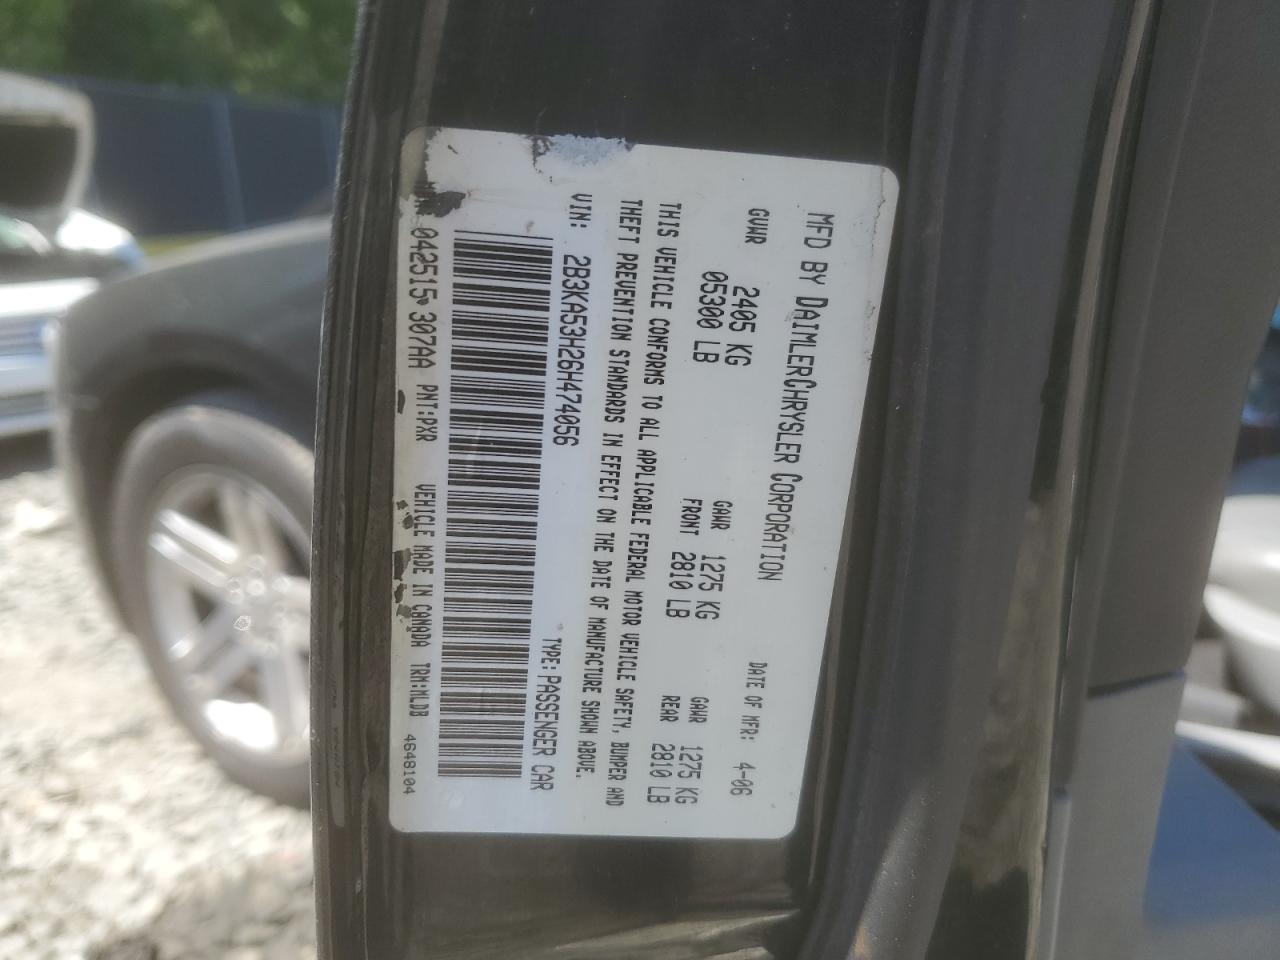 MFD BY DAIMLERCHRYSLER CORPORATION DATE OF MFR: 4-06
GVWR 2405 KG GAWR 1275 KG GAWR 1275 KG
05300 LB FRONT 2810 LB REAR 2810 LB
THIS VEHICLE CONFORMS TO ALL APPLICABLE FEDERAL MOTOR VEHICLE SAFETY, BUMPER AND
THEFT PREVENTION STANDARDS IN EFFECT ON THE DATE OF MANUFACTURE SHOWN ABOVE.
VIN: 2B3KA53H26H474056 TYPE: PASSENGER CAR
042515 307AA PNT:PXR VEHICLE MADE IN CANADA TRM:MLDB 4648104